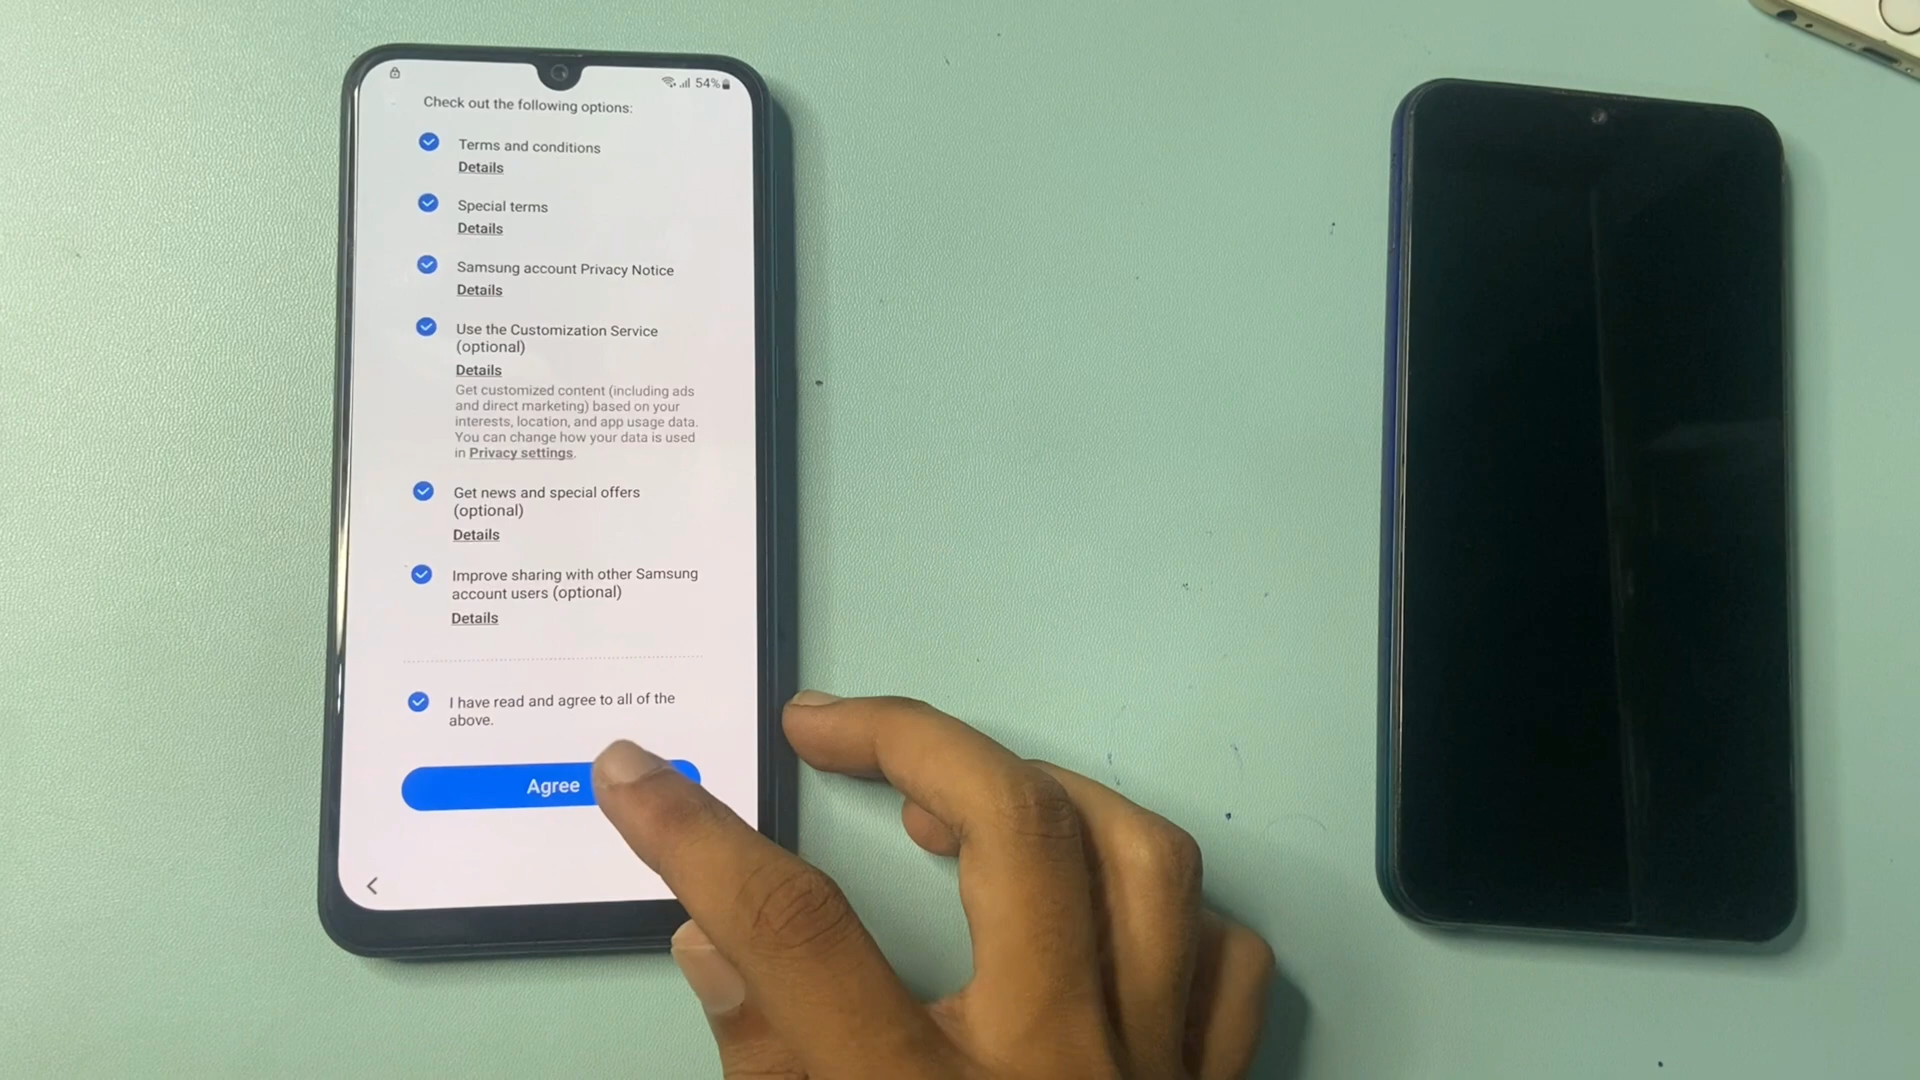 54%
Check out the following options:
Terms and conditions
Details
Special terms
Details
Samsung account Privacy Notice
Details
Use the Customization Service
(optional)
Details
Get customized content (including ads
and direct marketing) based on your
interests, location, and app usage data.
You can change how your data is used
in Privacy settings.
Get news and special offers
(optional)
Details
Improve sharing with other Samsung
account users (optional)
Details
I have read and agree to all of the
above.
Agree